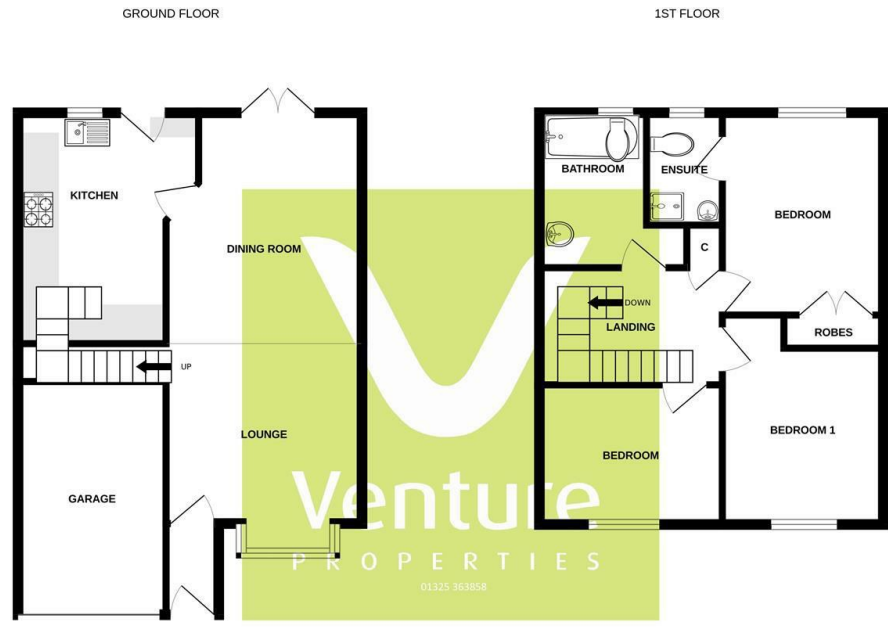 GROUND FLOOR
1ST FLOOR
KITCHEN
DINING ROOM
UP
LOUNGE
GARAGE
BATHROOM
ENSUITE
BEDROOM
C
DOWN
LANDING
ROBES
BEDROOM
BEDROOM 1
Venture
PROPERTIES
01325 363858